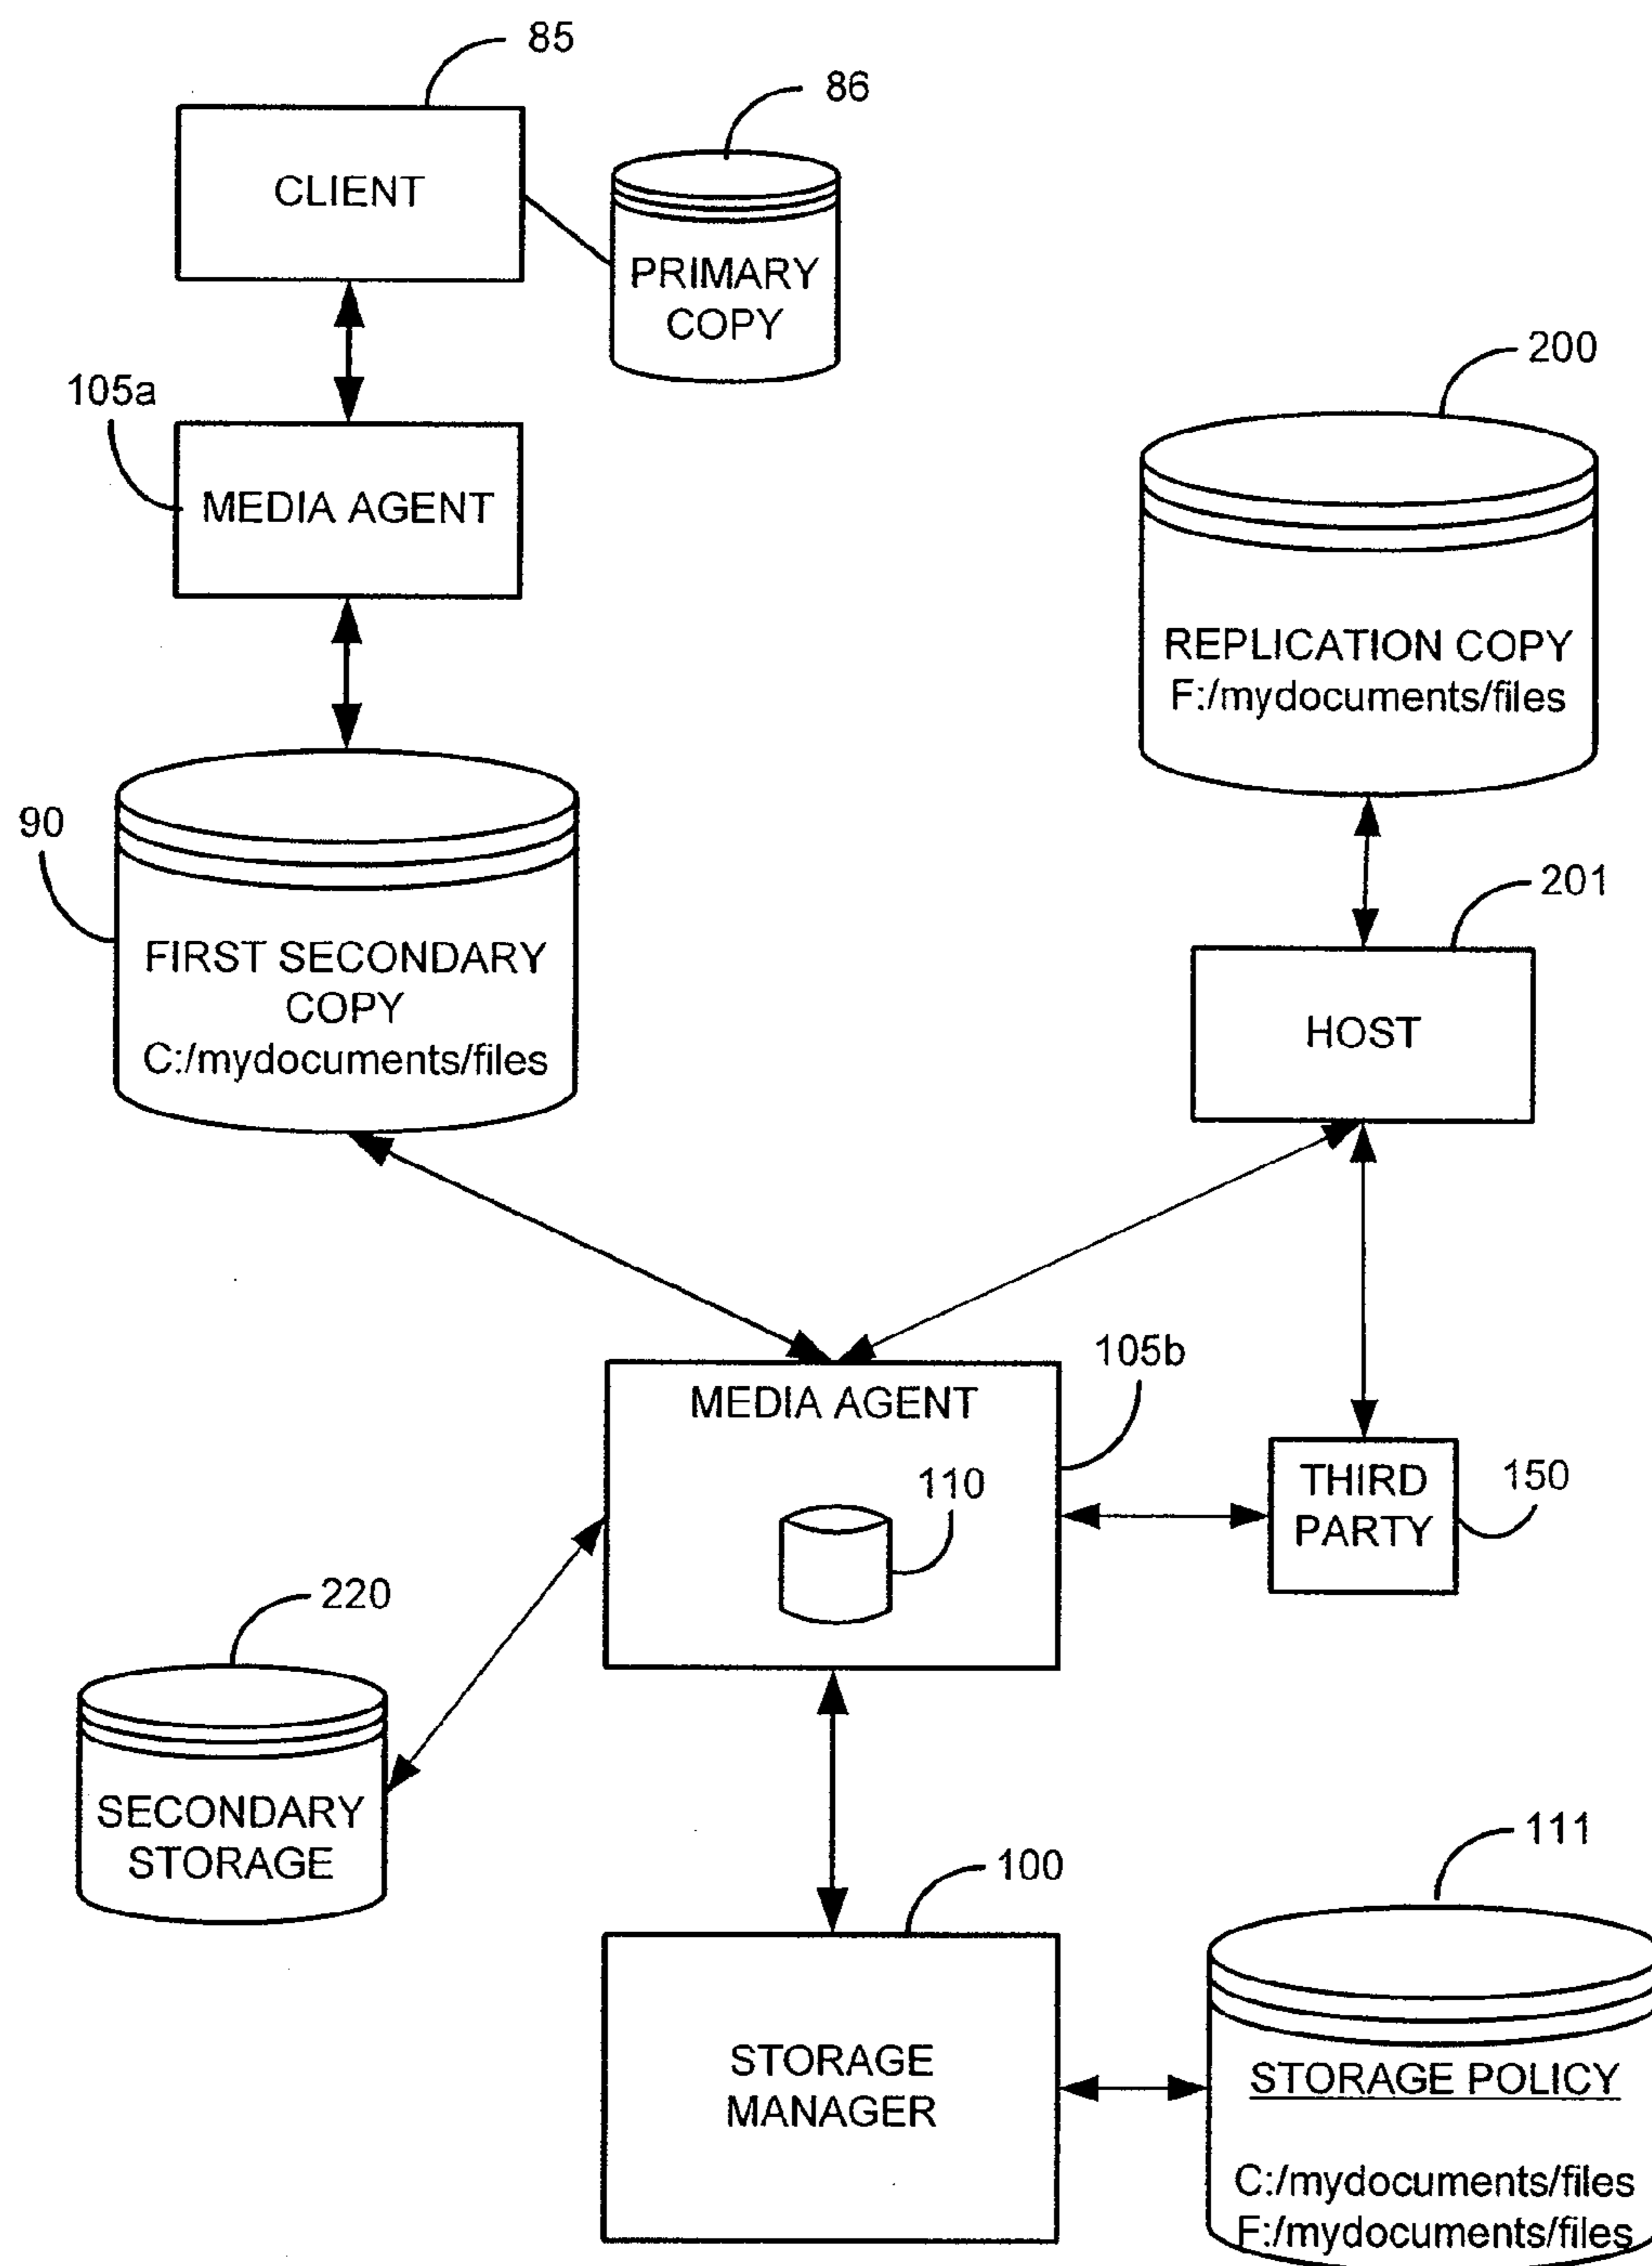 85
86
CLIENT
PRIMARY
COPY
105a
MEDIA AGENT
200
REPLICATION COPY
F:/mydocuments/files
90
201
FIRST SECONDARY
COPY
C:/mydocuments/files
HOST
105b
MEDIA AGENT
110
THIRD
PARTY
150
220
SECONDARY
STORAGE
100
111
STORAGE
MANAGER
STORAGE POLICY
C:/mydocuments/files
F:/mydocuments/files